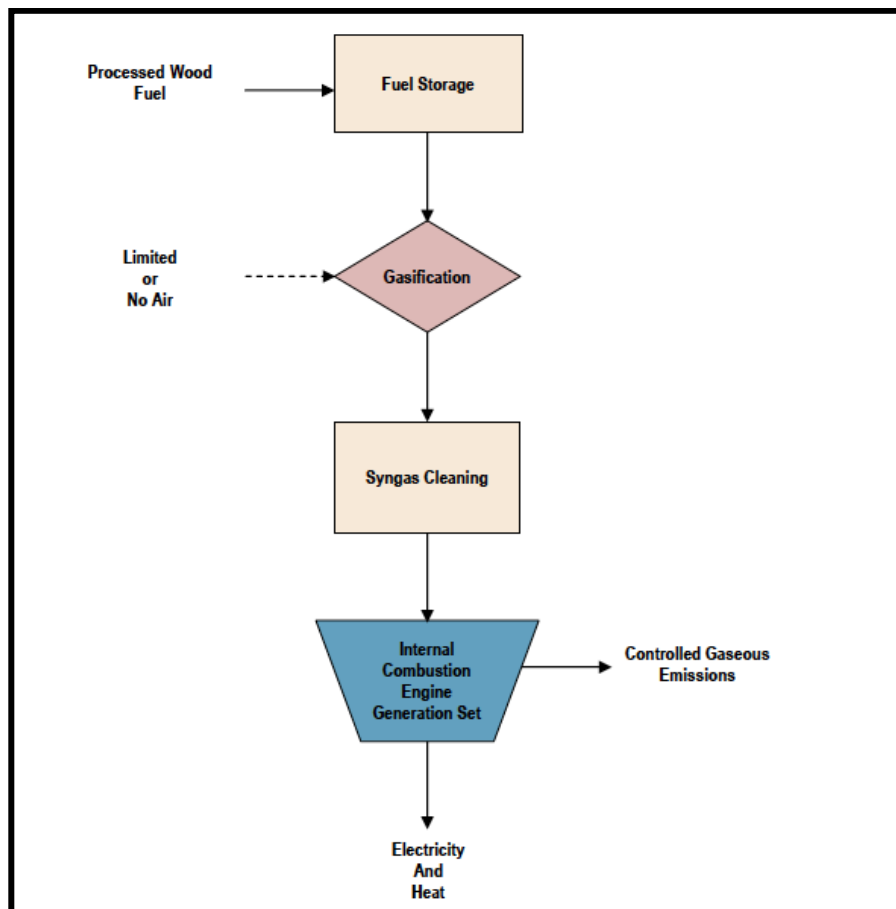 Processed Wood
Fuel
Fuel Storage
Limited
or
No Air
Gasification
Syngas Cleaning
Internal
Combustion
Engine
Generation Set
Controlled Gaseous
Emissions
Electricity
And
Heat